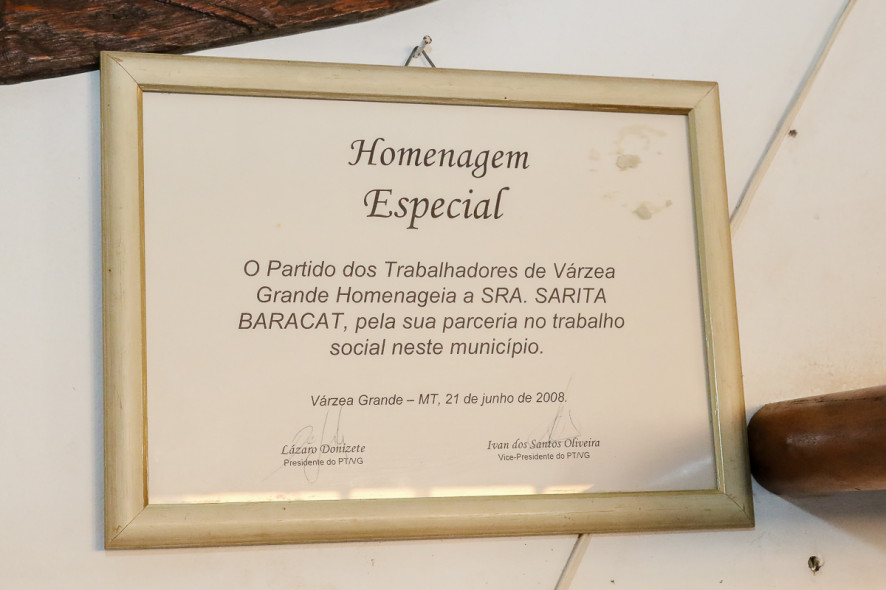 Homenagem
Especial
O Partido dos Trabalhadores de Várzea
Grande Homenageia a SRA. SARITA
BARACAT, pela sua parceria no trabalho
social neste município.
Várzea Grande – MT, 21 de junho de 2008.
Lázaro Donizete
Presidente do PT/VG
Ivan dos Santos Oliveira
Vice-Presidente do PT/VG